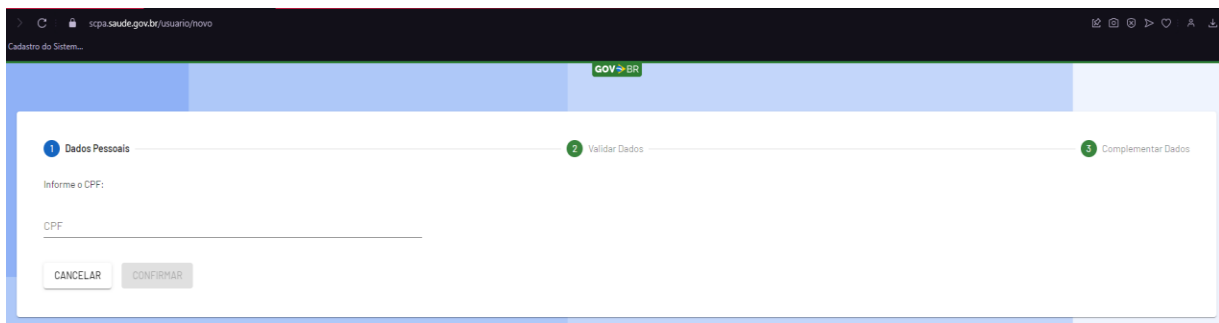 scpa.saude.gov.br/usuario/novo
Cadastro do Sistem...
GOV BR
1 Dados Pessoais 2 Validar Dados 3 Complementar Dados
Informe o CPF:
CPF
CANCELAR CONFIRMAR